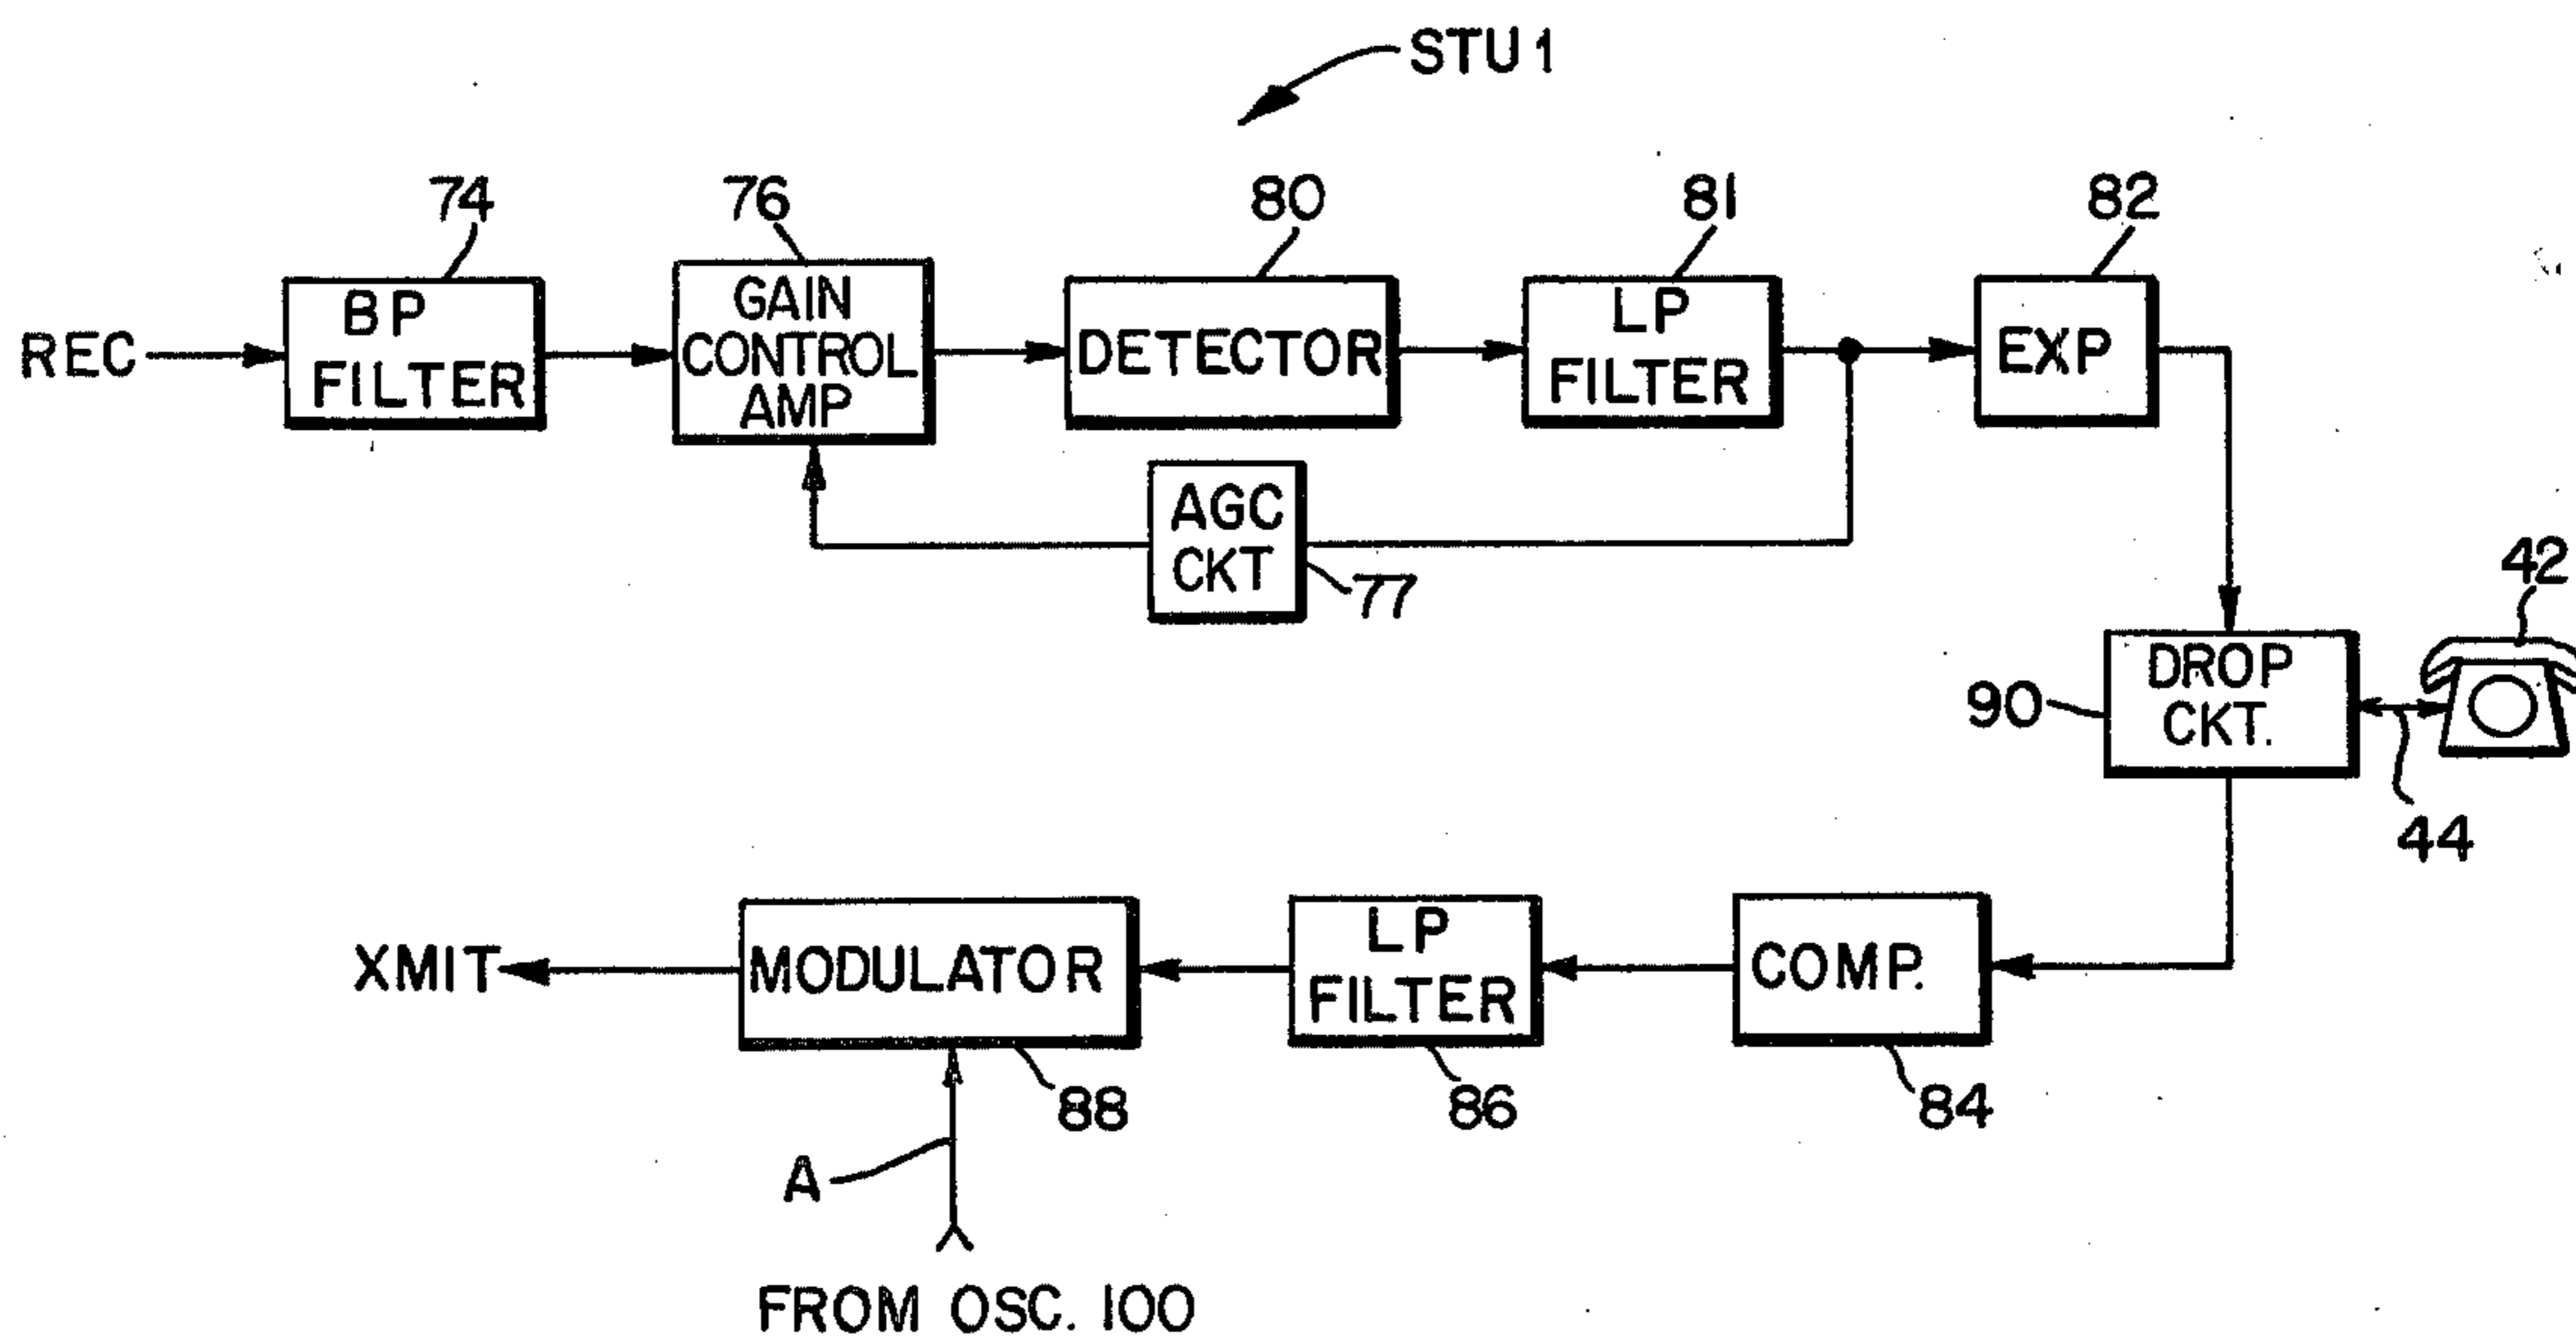 STU 1
74
76
80
81
82
REC
BP
FILTER
GAIN
CONTROL
AMP
DETECTOR
LP
FILTER
EXP
AGC
CKT
77
42
DROP
CKT.
90
44
XMIT
MODULATOR
LP
FILTER
COMP.
88
86
84
A
FROM OSC. 100